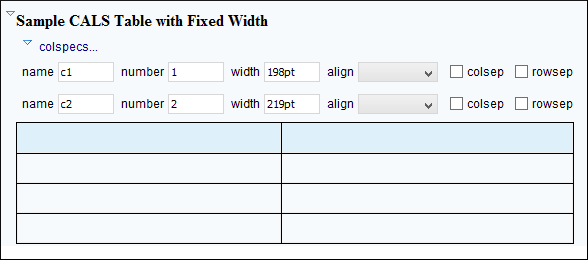 Sample CALS Table with Fixed Width
colspecs...
name c1 number 1 width 198pt align colsep rowsep
name c2 number 2 width 219pt align colsep rowsep